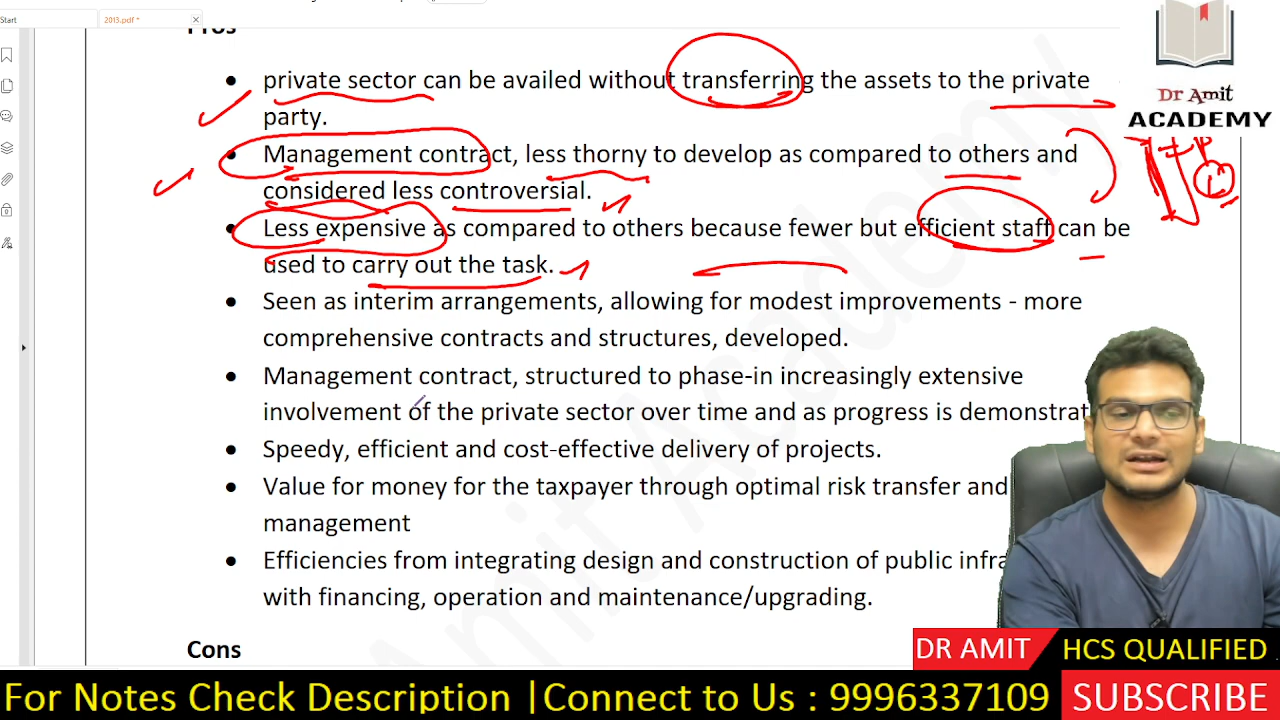 Start
2013.pdf *
Pros
• private sector can be availed without transferring the assets to the private
party.
• Management contract, less thorny to develop as compared to others and
considered less controversial.
• Less expensive as compared to others because fewer but efficient staff can be
used to carry out the task.
• Seen as interim arrangements, allowing for modest improvements - more
comprehensive contracts and structures, developed.
• Management contract, structured to phase-in increasingly extensive
involvement of the private sector over time and as progress is demonstrat
• Speedy, efficient and cost-effective delivery of projects.
• Value for money for the taxpayer through optimal risk transfer and
management
• Efficiencies from integrating design and construction of public infra
with financing, operation and maintenance/upgrading.
Cons
Dr Amit
ACADEMY
Dr Amit
DR AMIT
HCS QUALIFIED
For Notes Check Description |Connect to Us : 9996337109
SUBSCRIBE